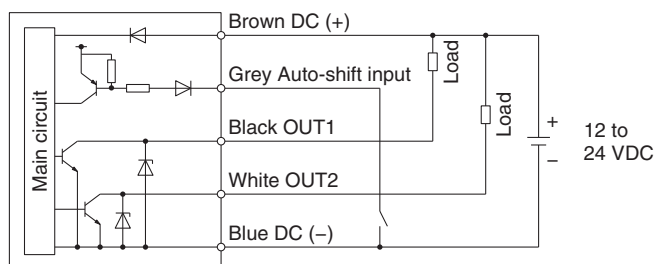 Brown DC (+)
Grey Auto-shift input
Black OUT1
White OUT2
Blue DC (−)
Main circuit
Load
Load
+
−
12 to
24 VDC